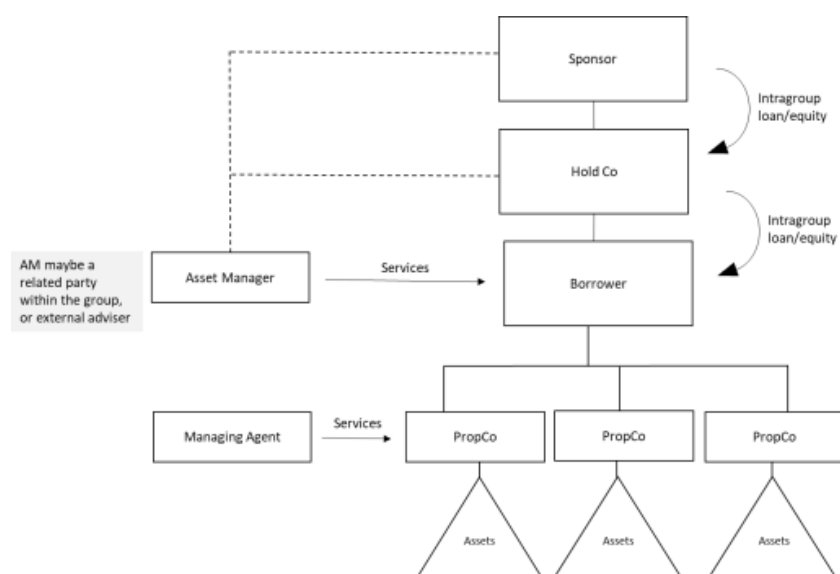 Sponsor
Intragroup
loan/equity
Hold Co
Intragroup
loan/equity
AM maybe a
related party
within the group,
or external adviser
Asset Manager
Services
Borrower
Managing Agent
Services
PropCo
PropCo
PropCo
Assets
Assets
Assets